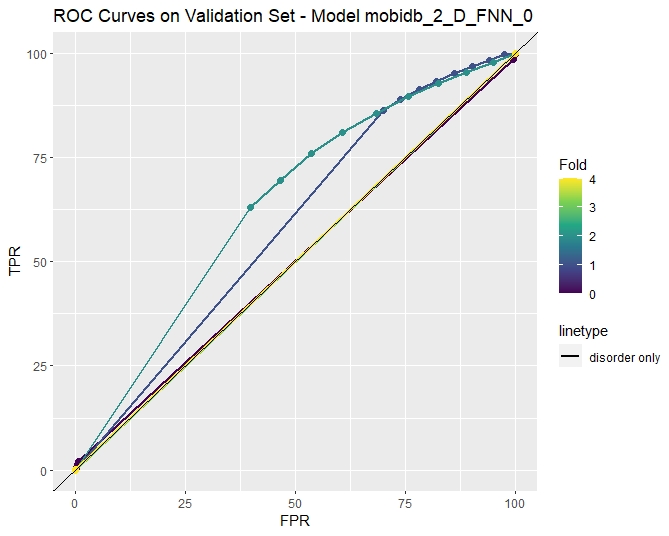 ROC Curves on Validation Set - Model mobidb_2_D_FNN_0
100
75
50
25
0
TPR
0
25
50
75
100
FPR
Fold
4
3
2
1
0
linetype
disorder only